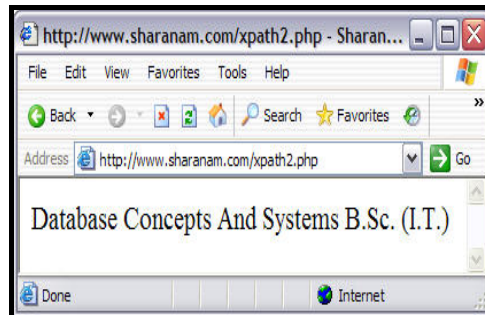 http://www.sharanam.com/xpath2.php - Sharan...
File Edit View Favorites Tools Help
Back Search Favorites »
Address http://www.sharanam.com/xpath2.php Go
Database Concepts And Systems B.Sc. (I.T.)
Done Internet